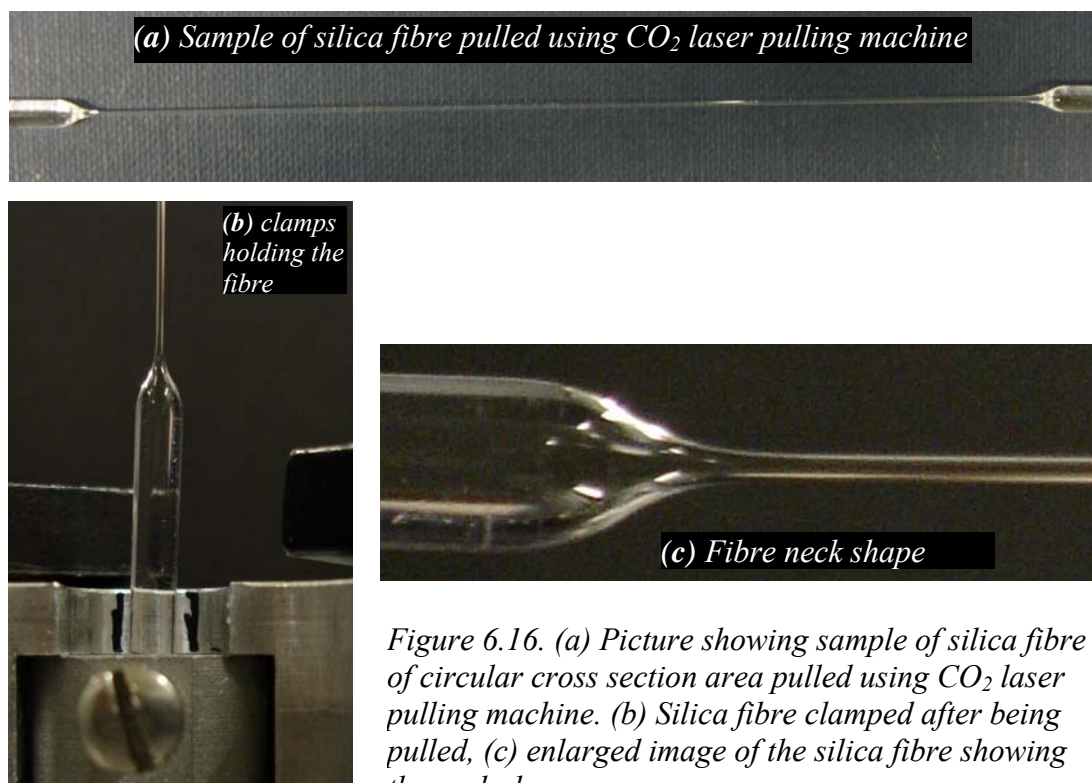 (a) Sample of silica fibre pulled using CO₂ laser pulling machine
(b) clamps
holding the
fibre
(c) Fibre neck shape
Figure 6.16. (a) Picture showing sample of silica fibre
of circular cross section area pulled using CO₂ laser
pulling machine. (b) Silica fibre clamped after being
pulled, (c) enlarged image of the silica fibre showing